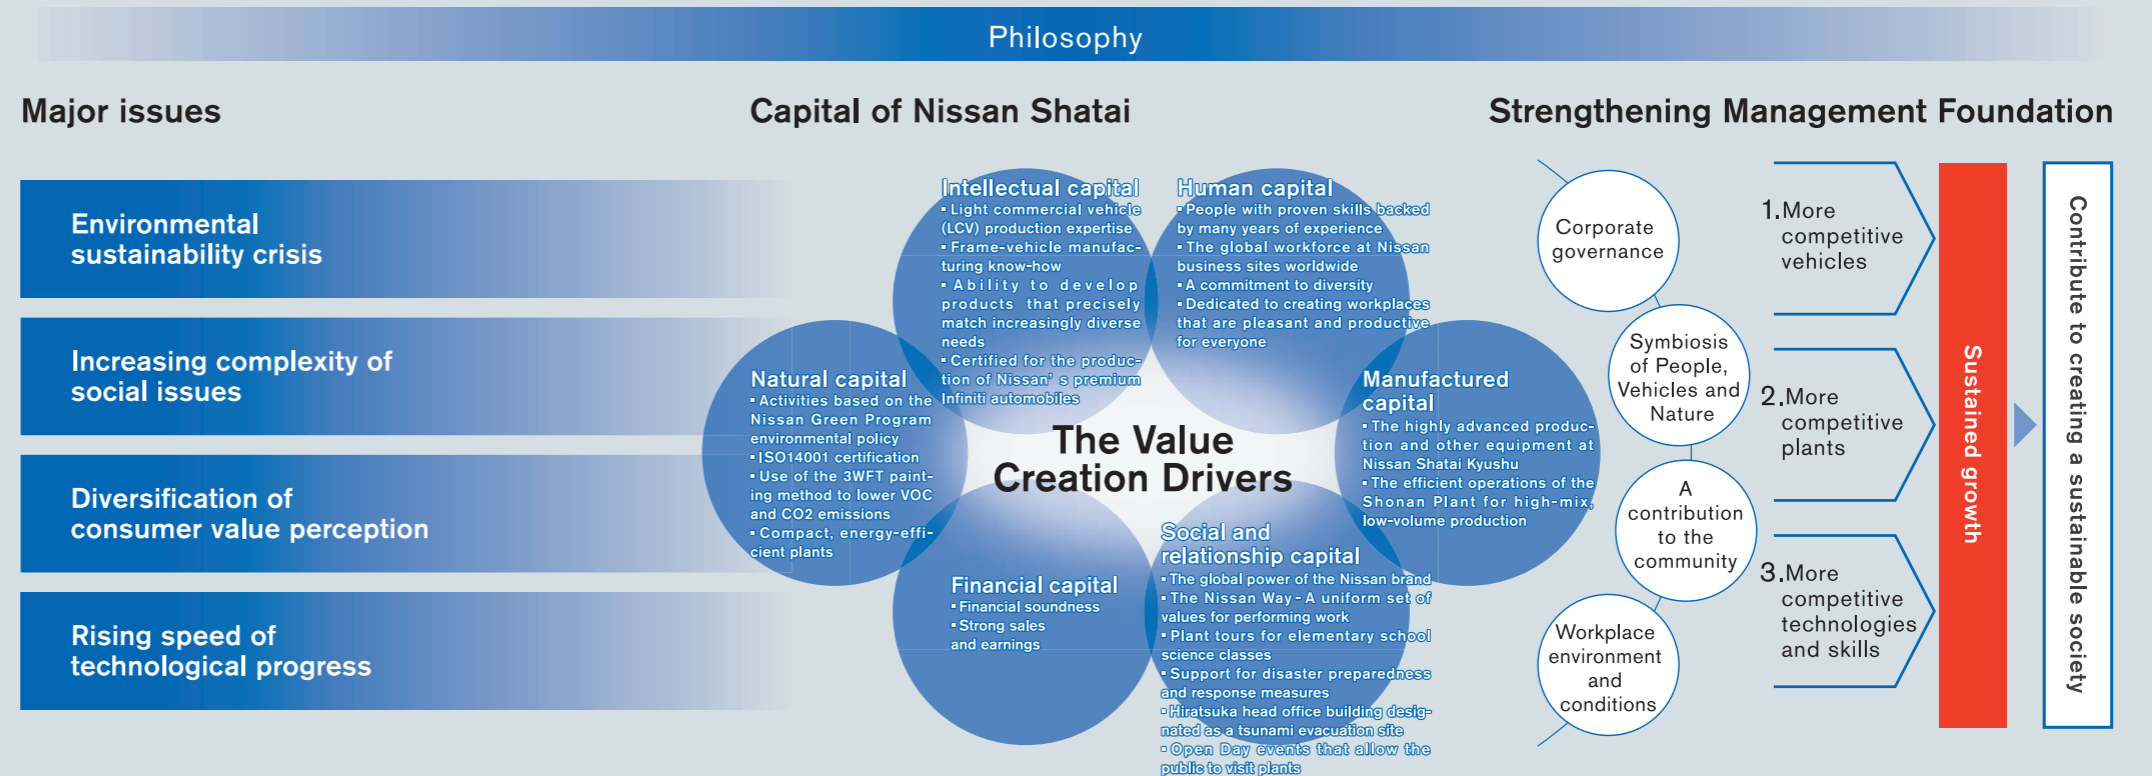 Philosophy
Major issues
Environmental
sustainability crisis
Increasing complexity of
social issues
Diversification of
consumer value perception
Rising speed of
technological progress
Capital of Nissan Shatai
Intellectual capital
▪ Light commercial vehicle
(LCV) production expertise
▪ Frame-vehicle manufac-
turing know-how
▪ Ability to develop
products that precisely
match increasingly diverse
needs
▪ Certified for the produc-
tion of Nissan' s premium
Infiniti automobiles
Human capital
▪ People with proven skills backed
by many years of experience
▪ The global workforce at Nissan
business sites worldwide
▪ A commitment to diversity
▪ Dedicated to creating workplaces
that are pleasant and productive
for everyone
Natural capital
▪ Activities based on the
Nissan Green Program
environmental policy
▪ ISO14001 certification
▪ Use of the 3WFT paint-
ing method to lower VOC
and CO2 emissions
▪ Compact, energy-effi-
cient plants
The Value
Creation Drivers
Manufactured
capital
▪ The highly advanced produc-
tion and other equipment at
Nissan Shatai Kyushu
▪ The efficient operations of the
Shonan Plant for high-mix,
low-volume production
Financial capital
▪ Financial soundness
▪ Strong sales
and earnings
Social and
relationship capital
▪ The global power of the Nissan brand
▪ The Nissan Way - A uniform set of
values for performing work
▪ Plant tours for elementary school
science classes
▪ Support for disaster preparedness
and response measures
▪ Hiratsuka head office building desig-
nated as a tsunami evacuation site
▪ Open Day events that allow the
public to visit plants
Strengthening Management Foundation
Corporate
governance
Symbiosis
of People,
Vehicles and
Nature
A
contribution
to the
community
Workplace
environment
and
conditions
1.More
competitive
vehicles
2.More
competitive
plants
3.More
competitive
technologies
and skills
Sustained growth
Contribute to creating a sustainable society